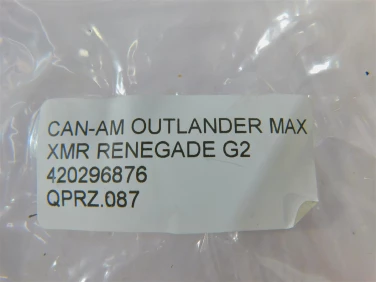 CAN-AM OUTLANDER MAX
XMR RENEGADE G2
420296876
QPRZ.087